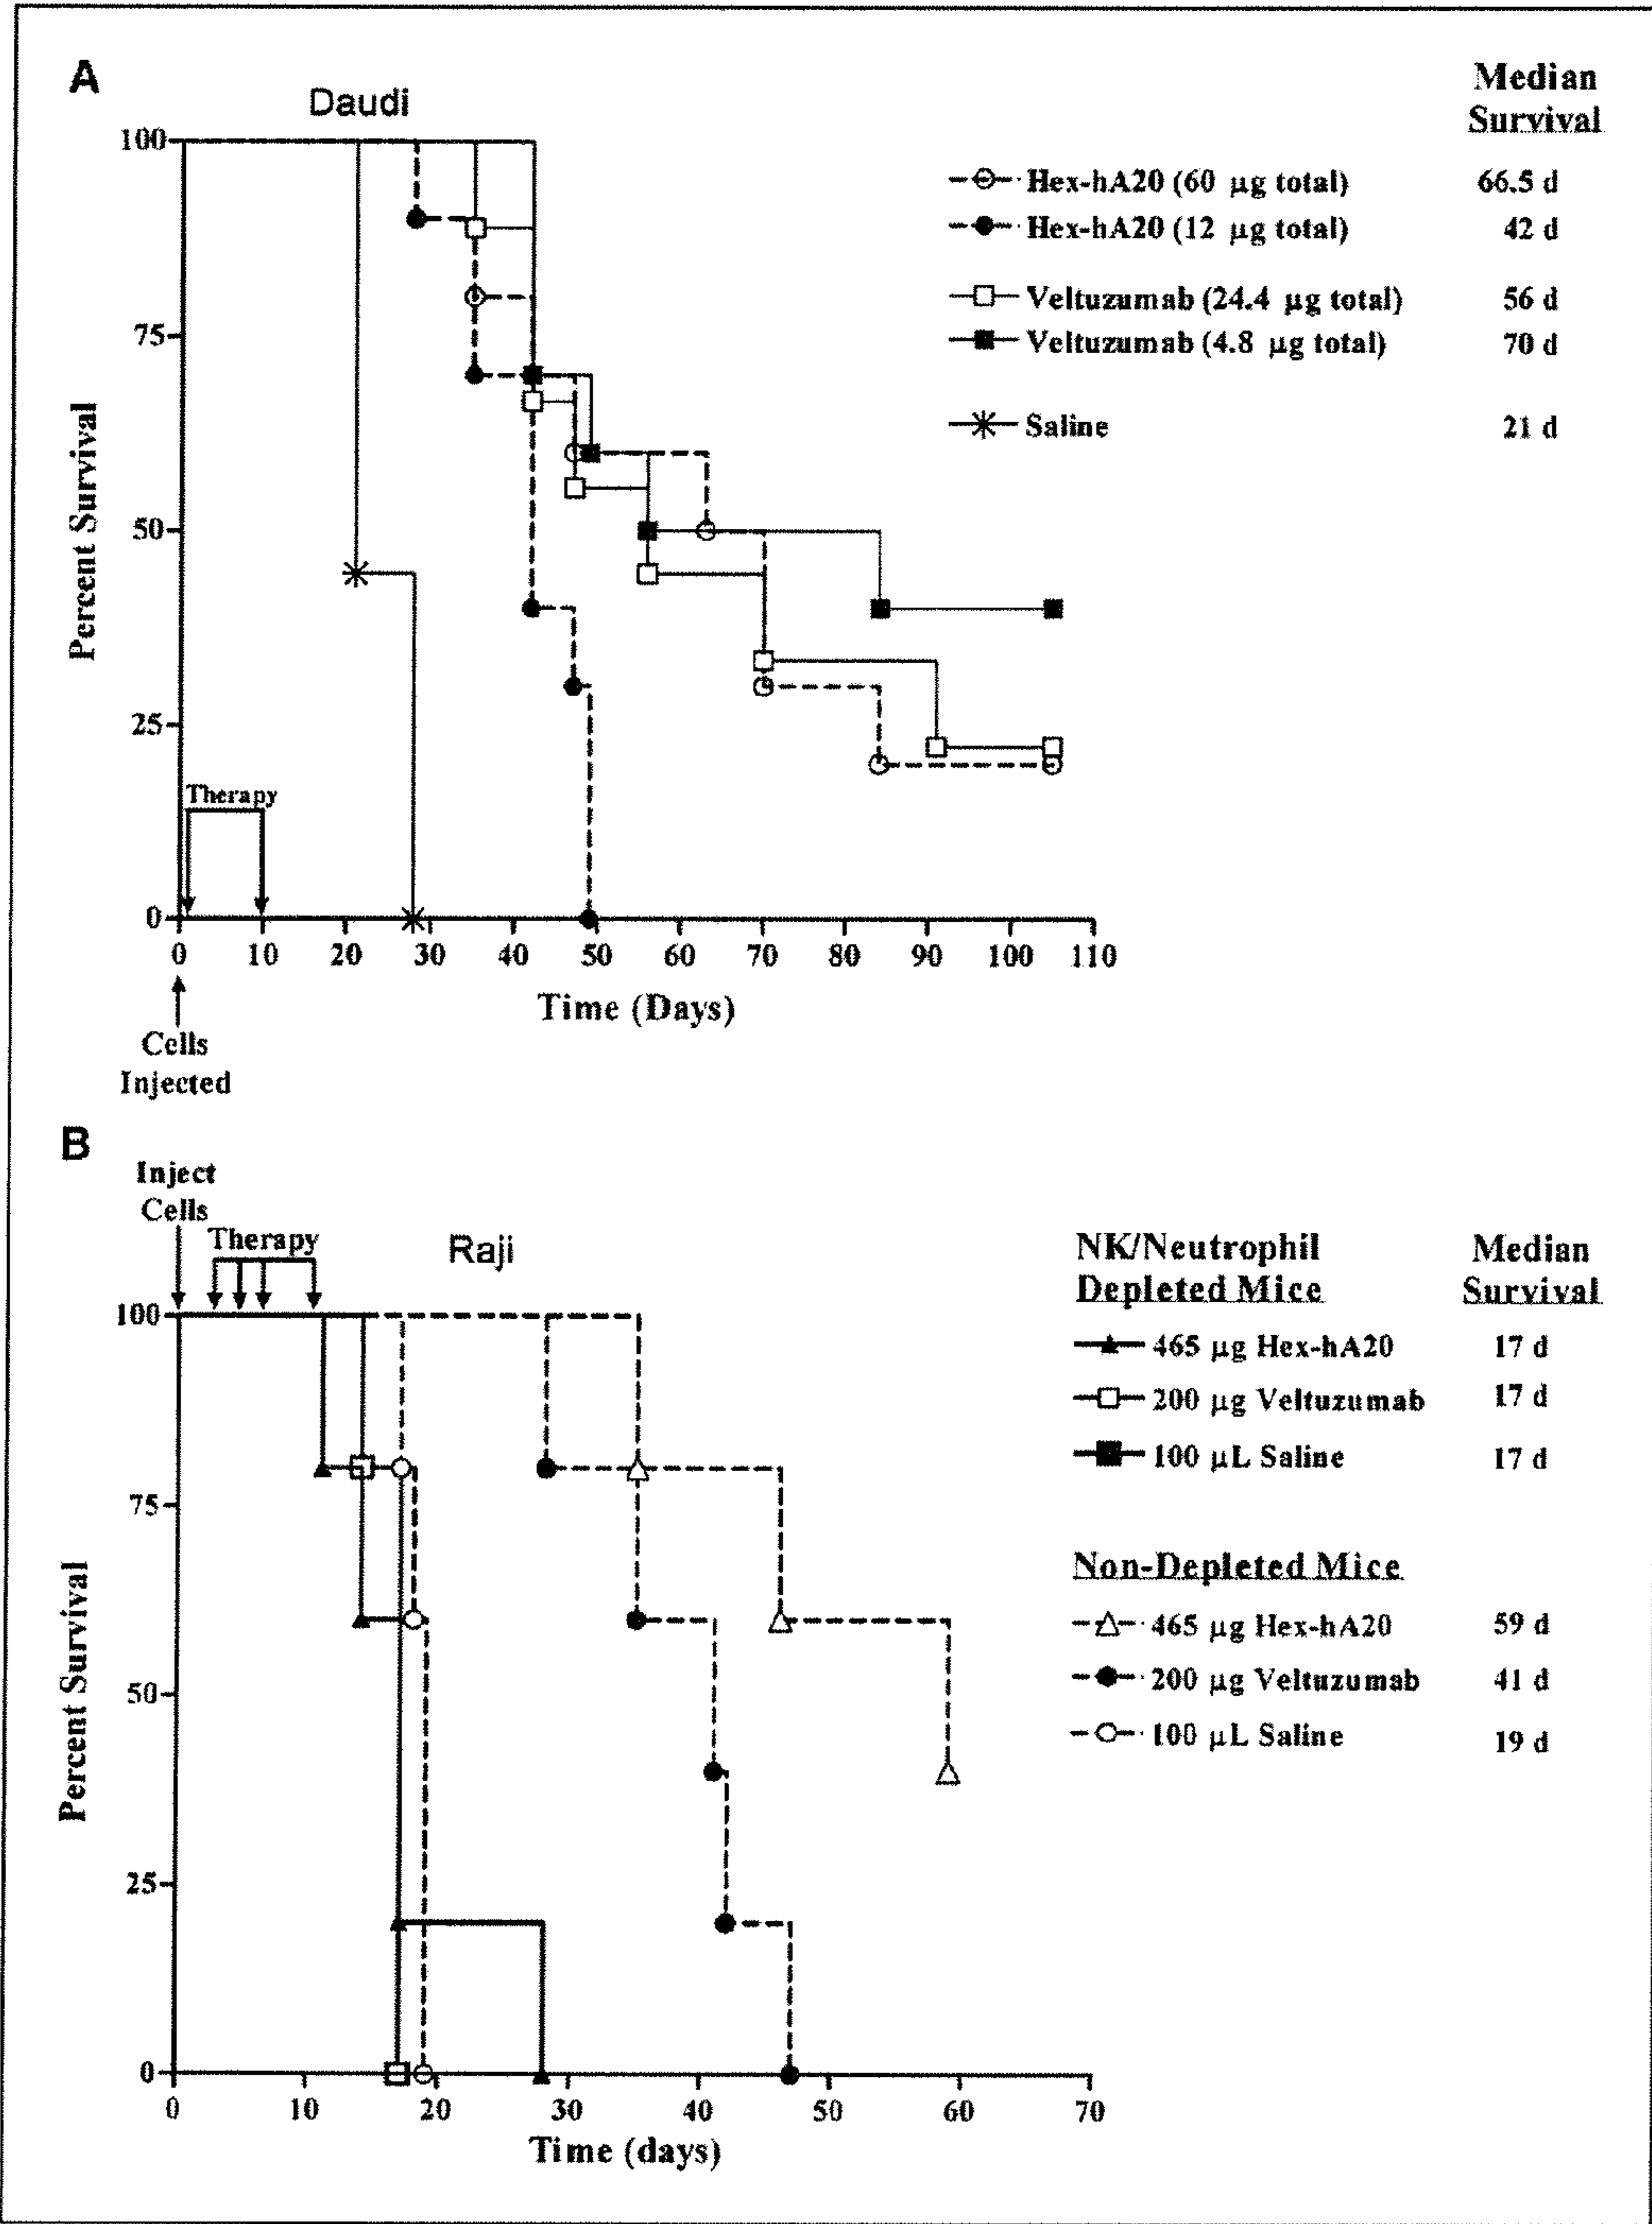 A
Daudi
Median
Survival
Hex-hA20 (60 µg total) 66.5 d
Hex-hA20 (12 µg total) 42 d
Veltuzumab (24.4 µg total) 56 d
Veltuzumab (4.8 µg total) 70 d
Saline 21 d
100
75
50
25
0
Percent Survival
Therapy
0 10 20 30 40 50 60 70 80 90 100 110
Time (Days)
Cells
Injected
B
Inject
Cells
Therapy
Raji
NK/Neutrophil
Depleted Mice
Median
Survival
465 µg Hex-hA20 17 d
200 µg Veltuzumab 17 d
100 µL Saline 17 d
Non-Depleted Mice
465 µg Hex-hA20 59 d
200 µg Veltuzumab 41 d
100 µL Saline 19 d
100
75
50
25
0
Percent Survival
0 10 20 30 40 50 60 70
Time (days)